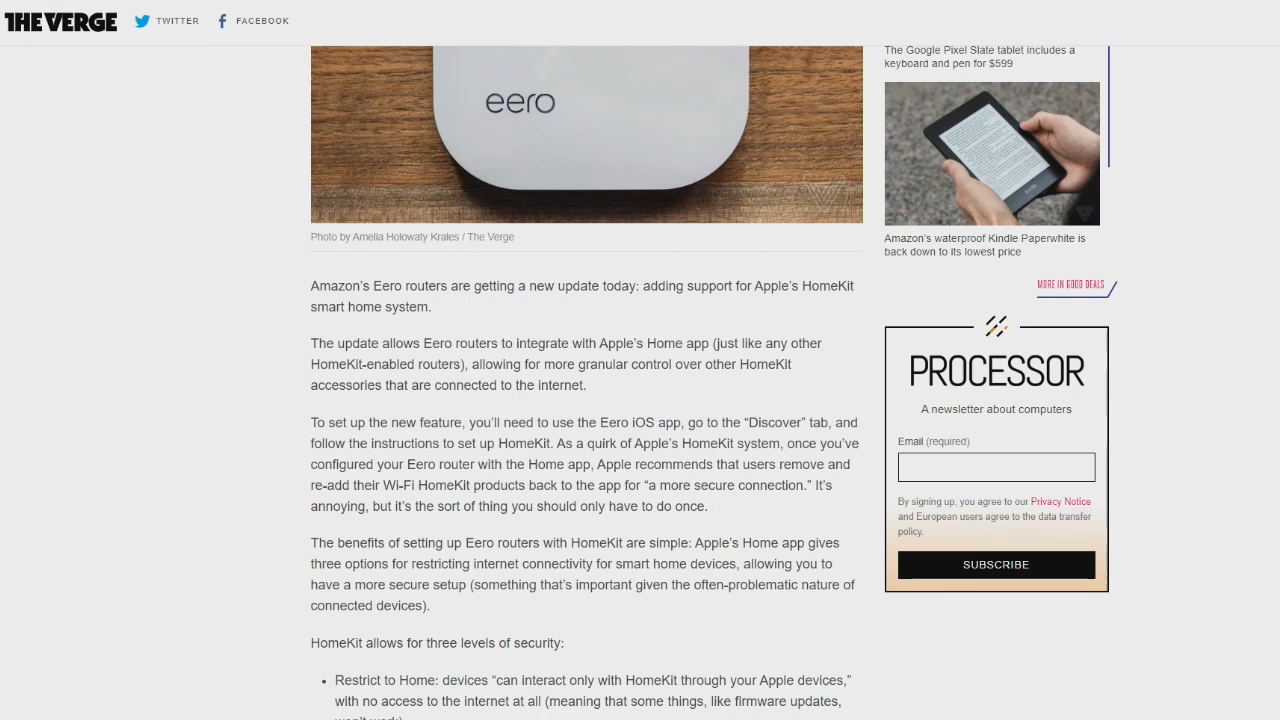 THE VERGE
TWITTER
FACEBOOK
eero
Photo by Amelia Holowaty Krales / The Verge
Amazon’s Eero routers are getting a new update today: adding support for Apple’s HomeKit
smart home system.
The update allows Eero routers to integrate with Apple’s Home app (just like any other
HomeKit-enabled routers), allowing for more granular control over other HomeKit
accessories that are connected to the internet.
To set up the new feature, you’ll need to use the Eero iOS app, go to the “Discover” tab, and
follow the instructions to set up HomeKit. As a quirk of Apple’s HomeKit system, once you’ve
configured your Eero router with the Home app, Apple recommends that users remove and
re-add their Wi-Fi HomeKit products back to the app for “a more secure connection.” It’s
annoying, but it’s the sort of thing you should only have to do once.
The benefits of setting up Eero routers with HomeKit are simple: Apple’s Home app gives
three options for restricting internet connectivity for smart home devices, allowing you to
have a more secure setup (something that’s important given the often-problematic nature of
connected devices).
HomeKit allows for three levels of security:
• Restrict to Home: devices “can interact only with HomeKit through your Apple devices,”
with no access to the internet at all (meaning that some things, like firmware updates,
won’t work)
The Google Pixel Slate tablet includes a
keyboard and pen for $599
Amazon’s waterproof Kindle Paperwhite is
back down to its lowest price
MORE IN GOOD DEALS
PROCESSOR
A newsletter about computers
Email (required)
By signing up, you agree to our Privacy Notice
and European users agree to the data transfer
policy.
SUBSCRIBE